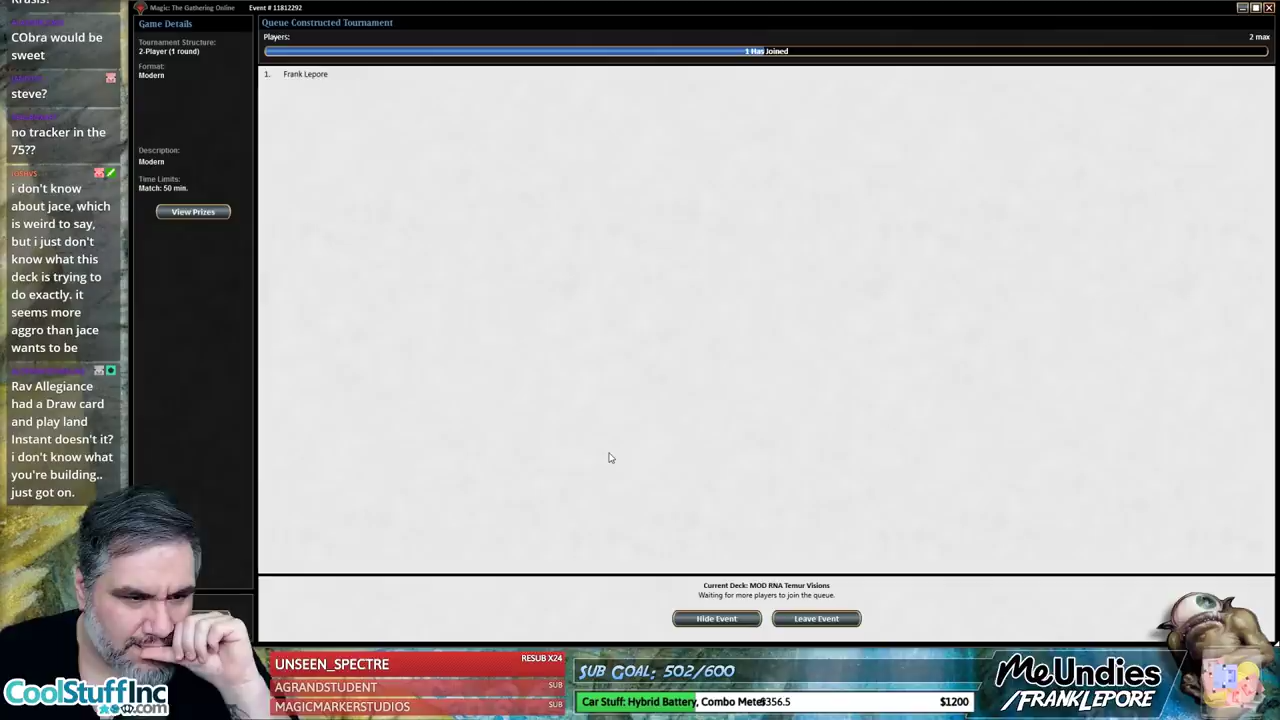 Krasis?
CObra would be
sweet
steve?
no tracker in the
75??
i don't know
about jace, which
is weird to say,
but i just don't
know what this
deck is trying to
do exactly. it
seems more
aggro than jace
wants to be
Rav Allegiance
had a Draw card
and play land
Instant doesn't it?
i don't know what
you're building..
just got on.
Magic: The Gathering Online
Event # 11812292
Game Details
Tournament Structure:
2-Player (1 round)
Format:
Modern
Description:
Modern
Time Limits:
Match: 50 min.
View Prizes
Queue Constructed Tournament
Players:
2 max
1 Has Joined
1. Frank Lepore
Current Deck: MOD RNA Temur Visions
Waiting for more players to join the queue.
Hide Event
Leave Event
CoolStuffInc
.com
UNSEEN_SPECTRE RESUB X24
AGRANDSTUDENT SUB
MAGICMARKERSTUDIOS SUB
SUB GOAL: 502/600
Car Stuff: Hybrid Battery, Combo Mete $356.5 $1200
MeUndies
/FRANKLEPORE